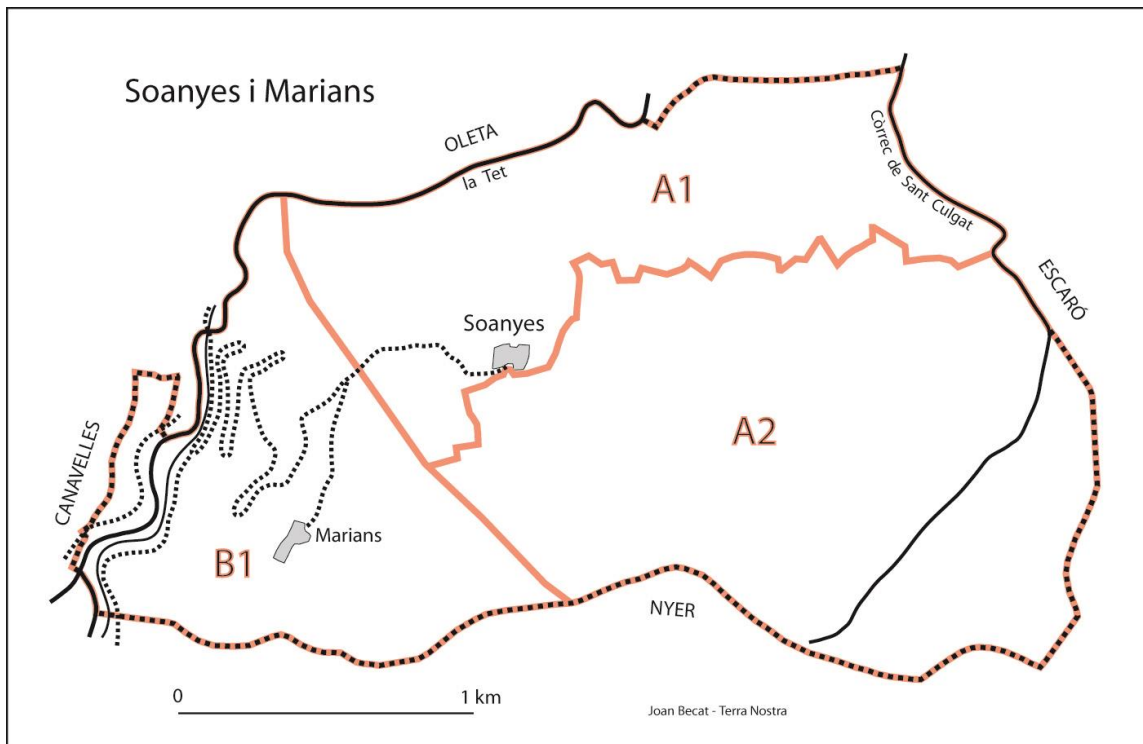 Soanyes i Marians
OLETA
la Tet
A1
Còrrec de Sant Culgat
ESCARÓ
Soanyes
A2
CANAVELLES
Marians
B1
NYER
0 1 km
Joan Becat - Terra Nostra